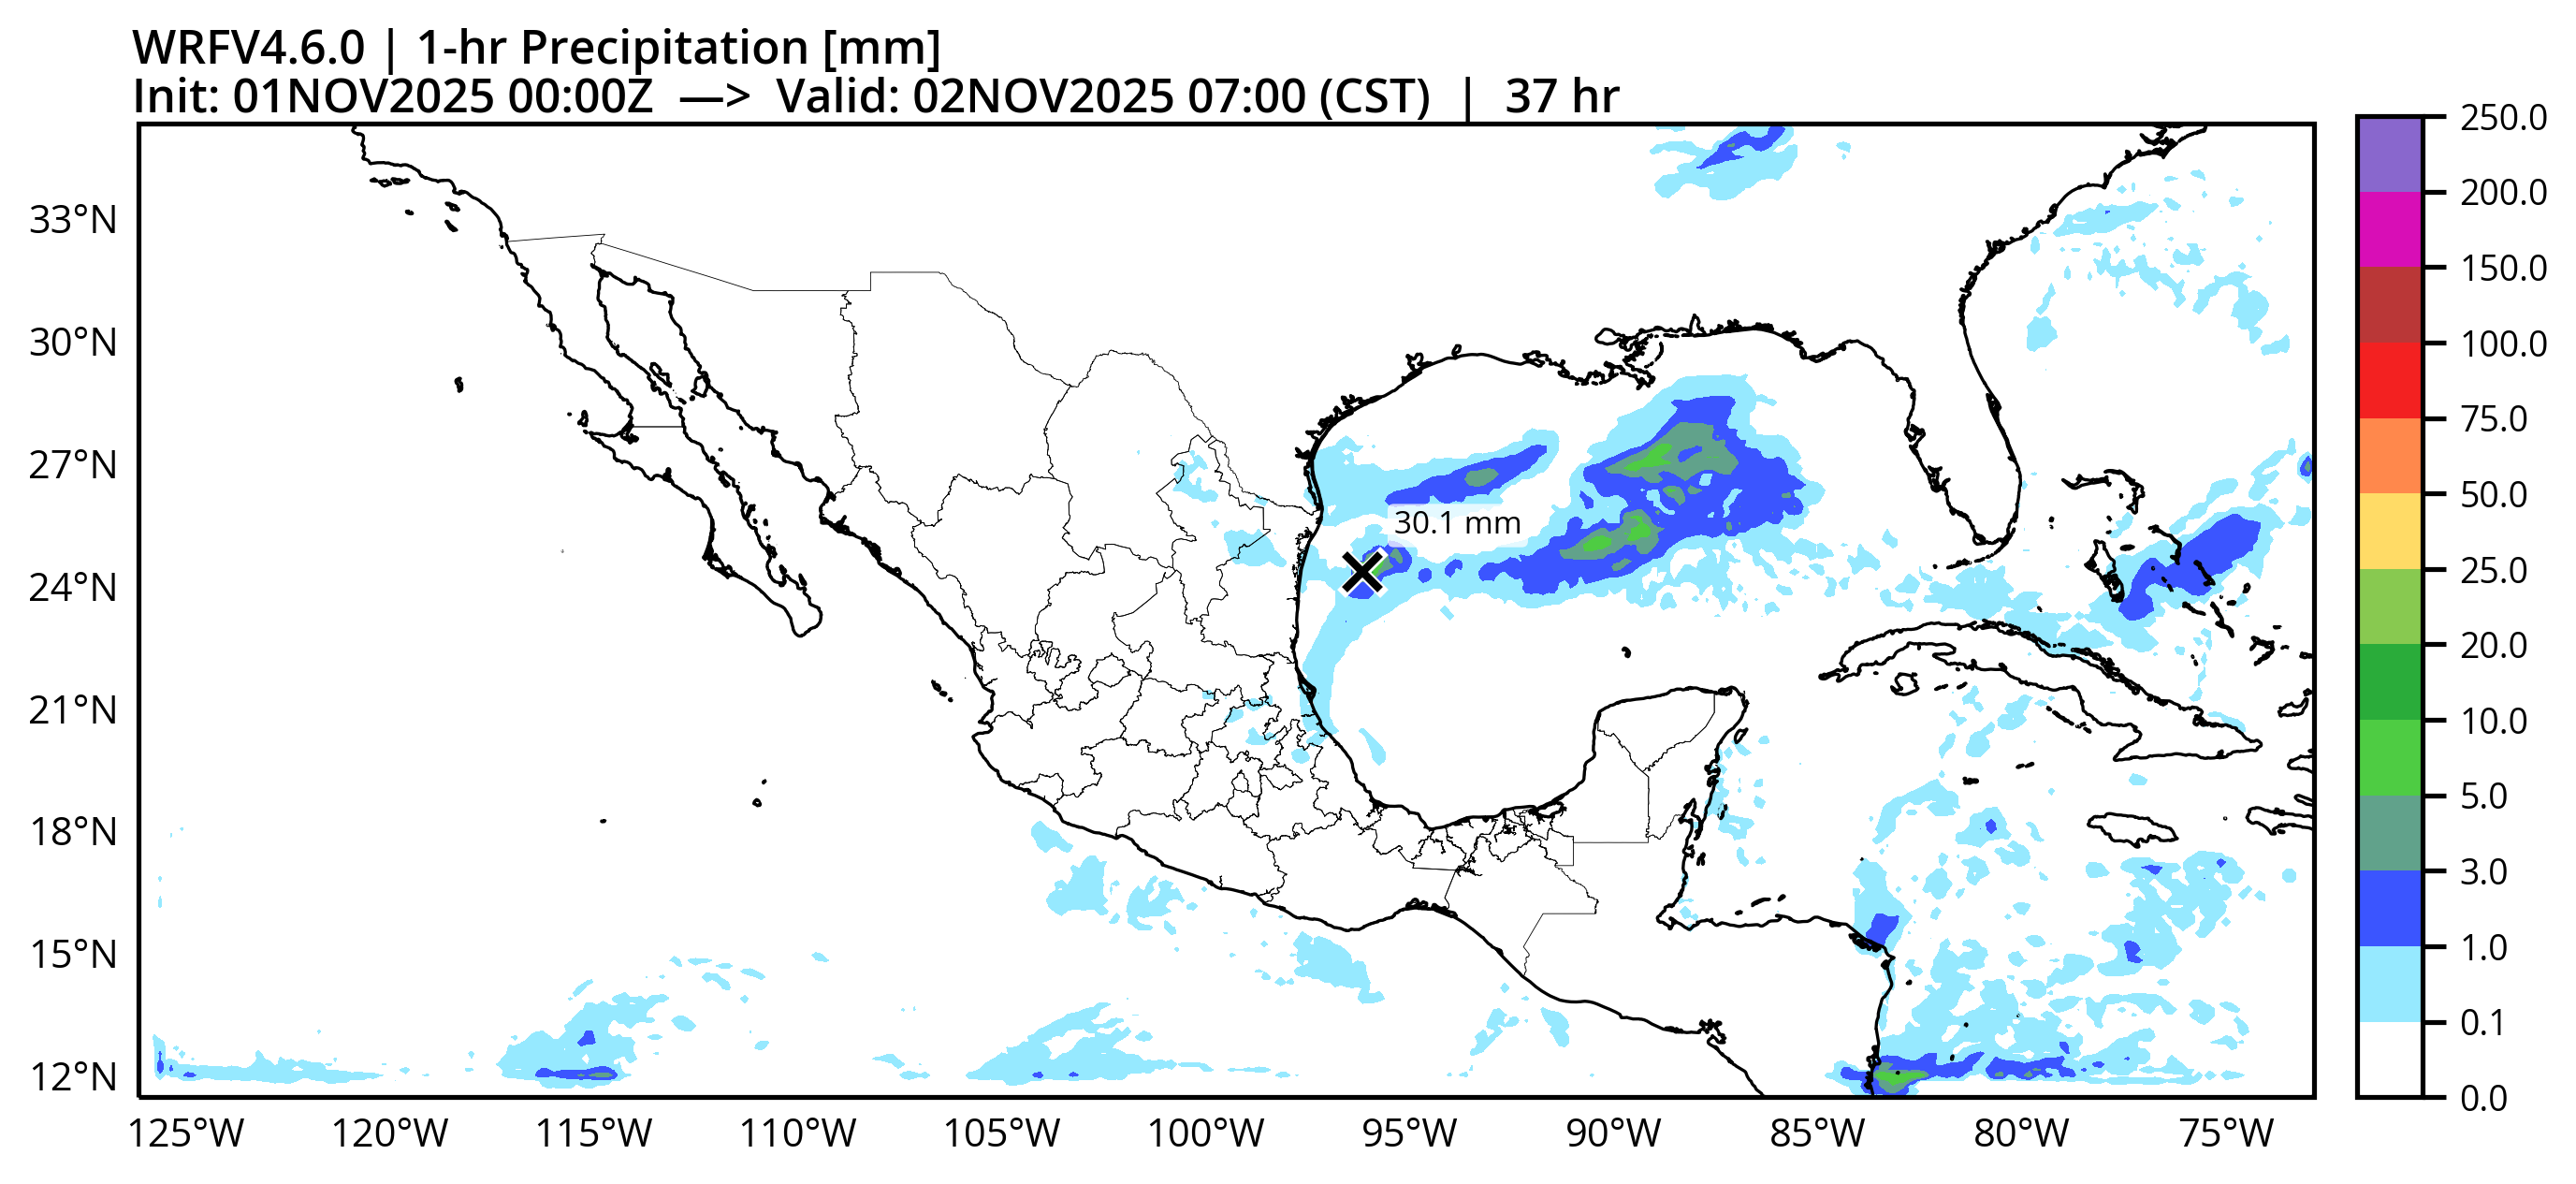 WRFV4.6.0 | 1-hr Precipitation [mm]
Init: 01NOV2025 00:00Z —> Valid: 02NOV2025 07:00 (CST) | 37 hr
250.0
200.0
150.0
100.0
75.0
50.0
25.0
20.0
10.0
5.0
3.0
1.0
0.1
0.0
33°N
30°N
27°N
24°N
21°N
18°N
15°N
12°N
30.1 mm
125°W
120°W
115°W
110°W
105°W
100°W
95°W
90°W
85°W
80°W
75°W